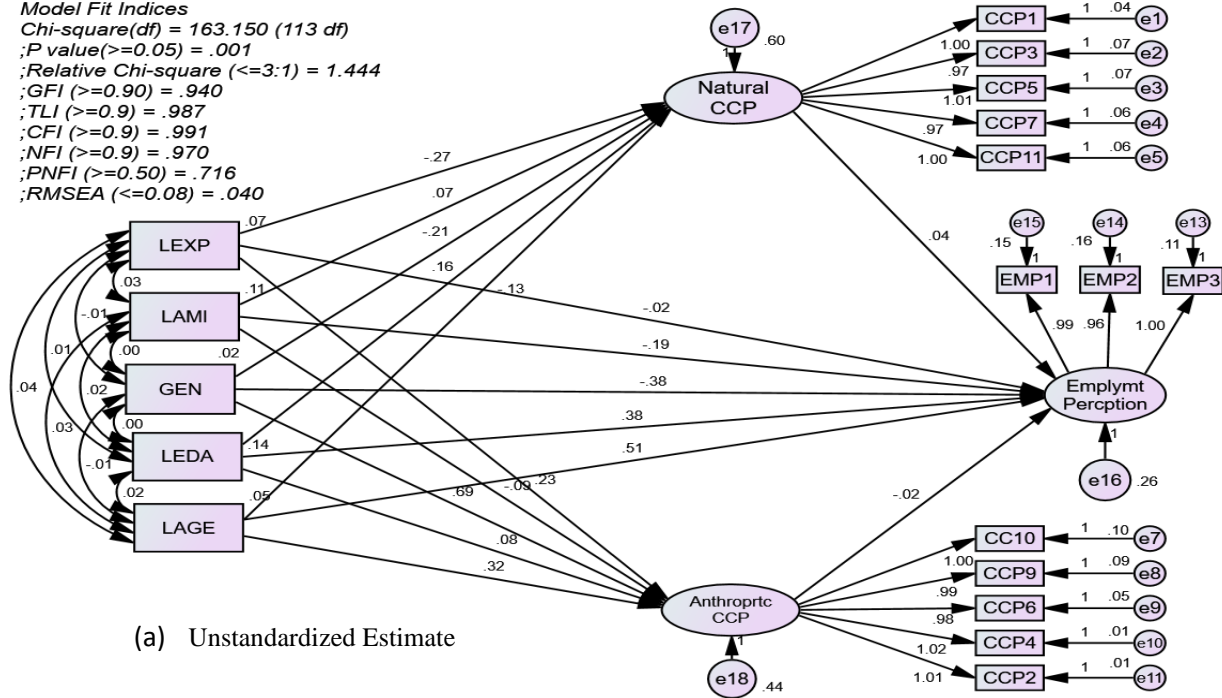 Model Fit Indices
Chi-square(df) = 163.150 (113 df)
;P value(>=0.05) = .001
;Relative Chi-square (<=3:1) = 1.444
;GFI (>=0.90) = .940
;TLI (>=0.9) = .987
;CFI (>=0.9) = .991
;NFI (>=0.9) = .970
;PNFI (>=0.50) = .716
;RMSEA (<=0.08) = .040
e17
.60
1
Natural
CCP
CCP1 1 .04 e1
1.00 CCP3 1 .07 e2
.97 CCP5 1 .07 e3
1.01 CCP7 1 .06 e4
.97
1.00 CCP11 1 .06 e5
-.27
.07
-.21
.16
-.13
.04
.07
LEXP
.03
.11
LAMI
-.01
.00
.02
GEN
.01
.04
.02
.00
.03
LEDA
.14
-.01
.02
.05
LAGE
-.02
-.19
-.38
.38
.51
.69
-.09
.23
.08
.32
-.02
e15 e14 e13
.15 1 .16 1 .11 1
EMP1 EMP2 EMP3
.99 .96 1.00
Emplymt
Percption
1
e16 .26
Anthroprtc
CCP
1
e18 .44
CC10 1 .10 e7
1.00 CCP9 1 .09 e8
.99 CCP6 1 .05 e9
.98
CCP4 1 .01 e10
1.02
1.01 CCP2 1 .01 e11
(a) Unstandardized Estimate